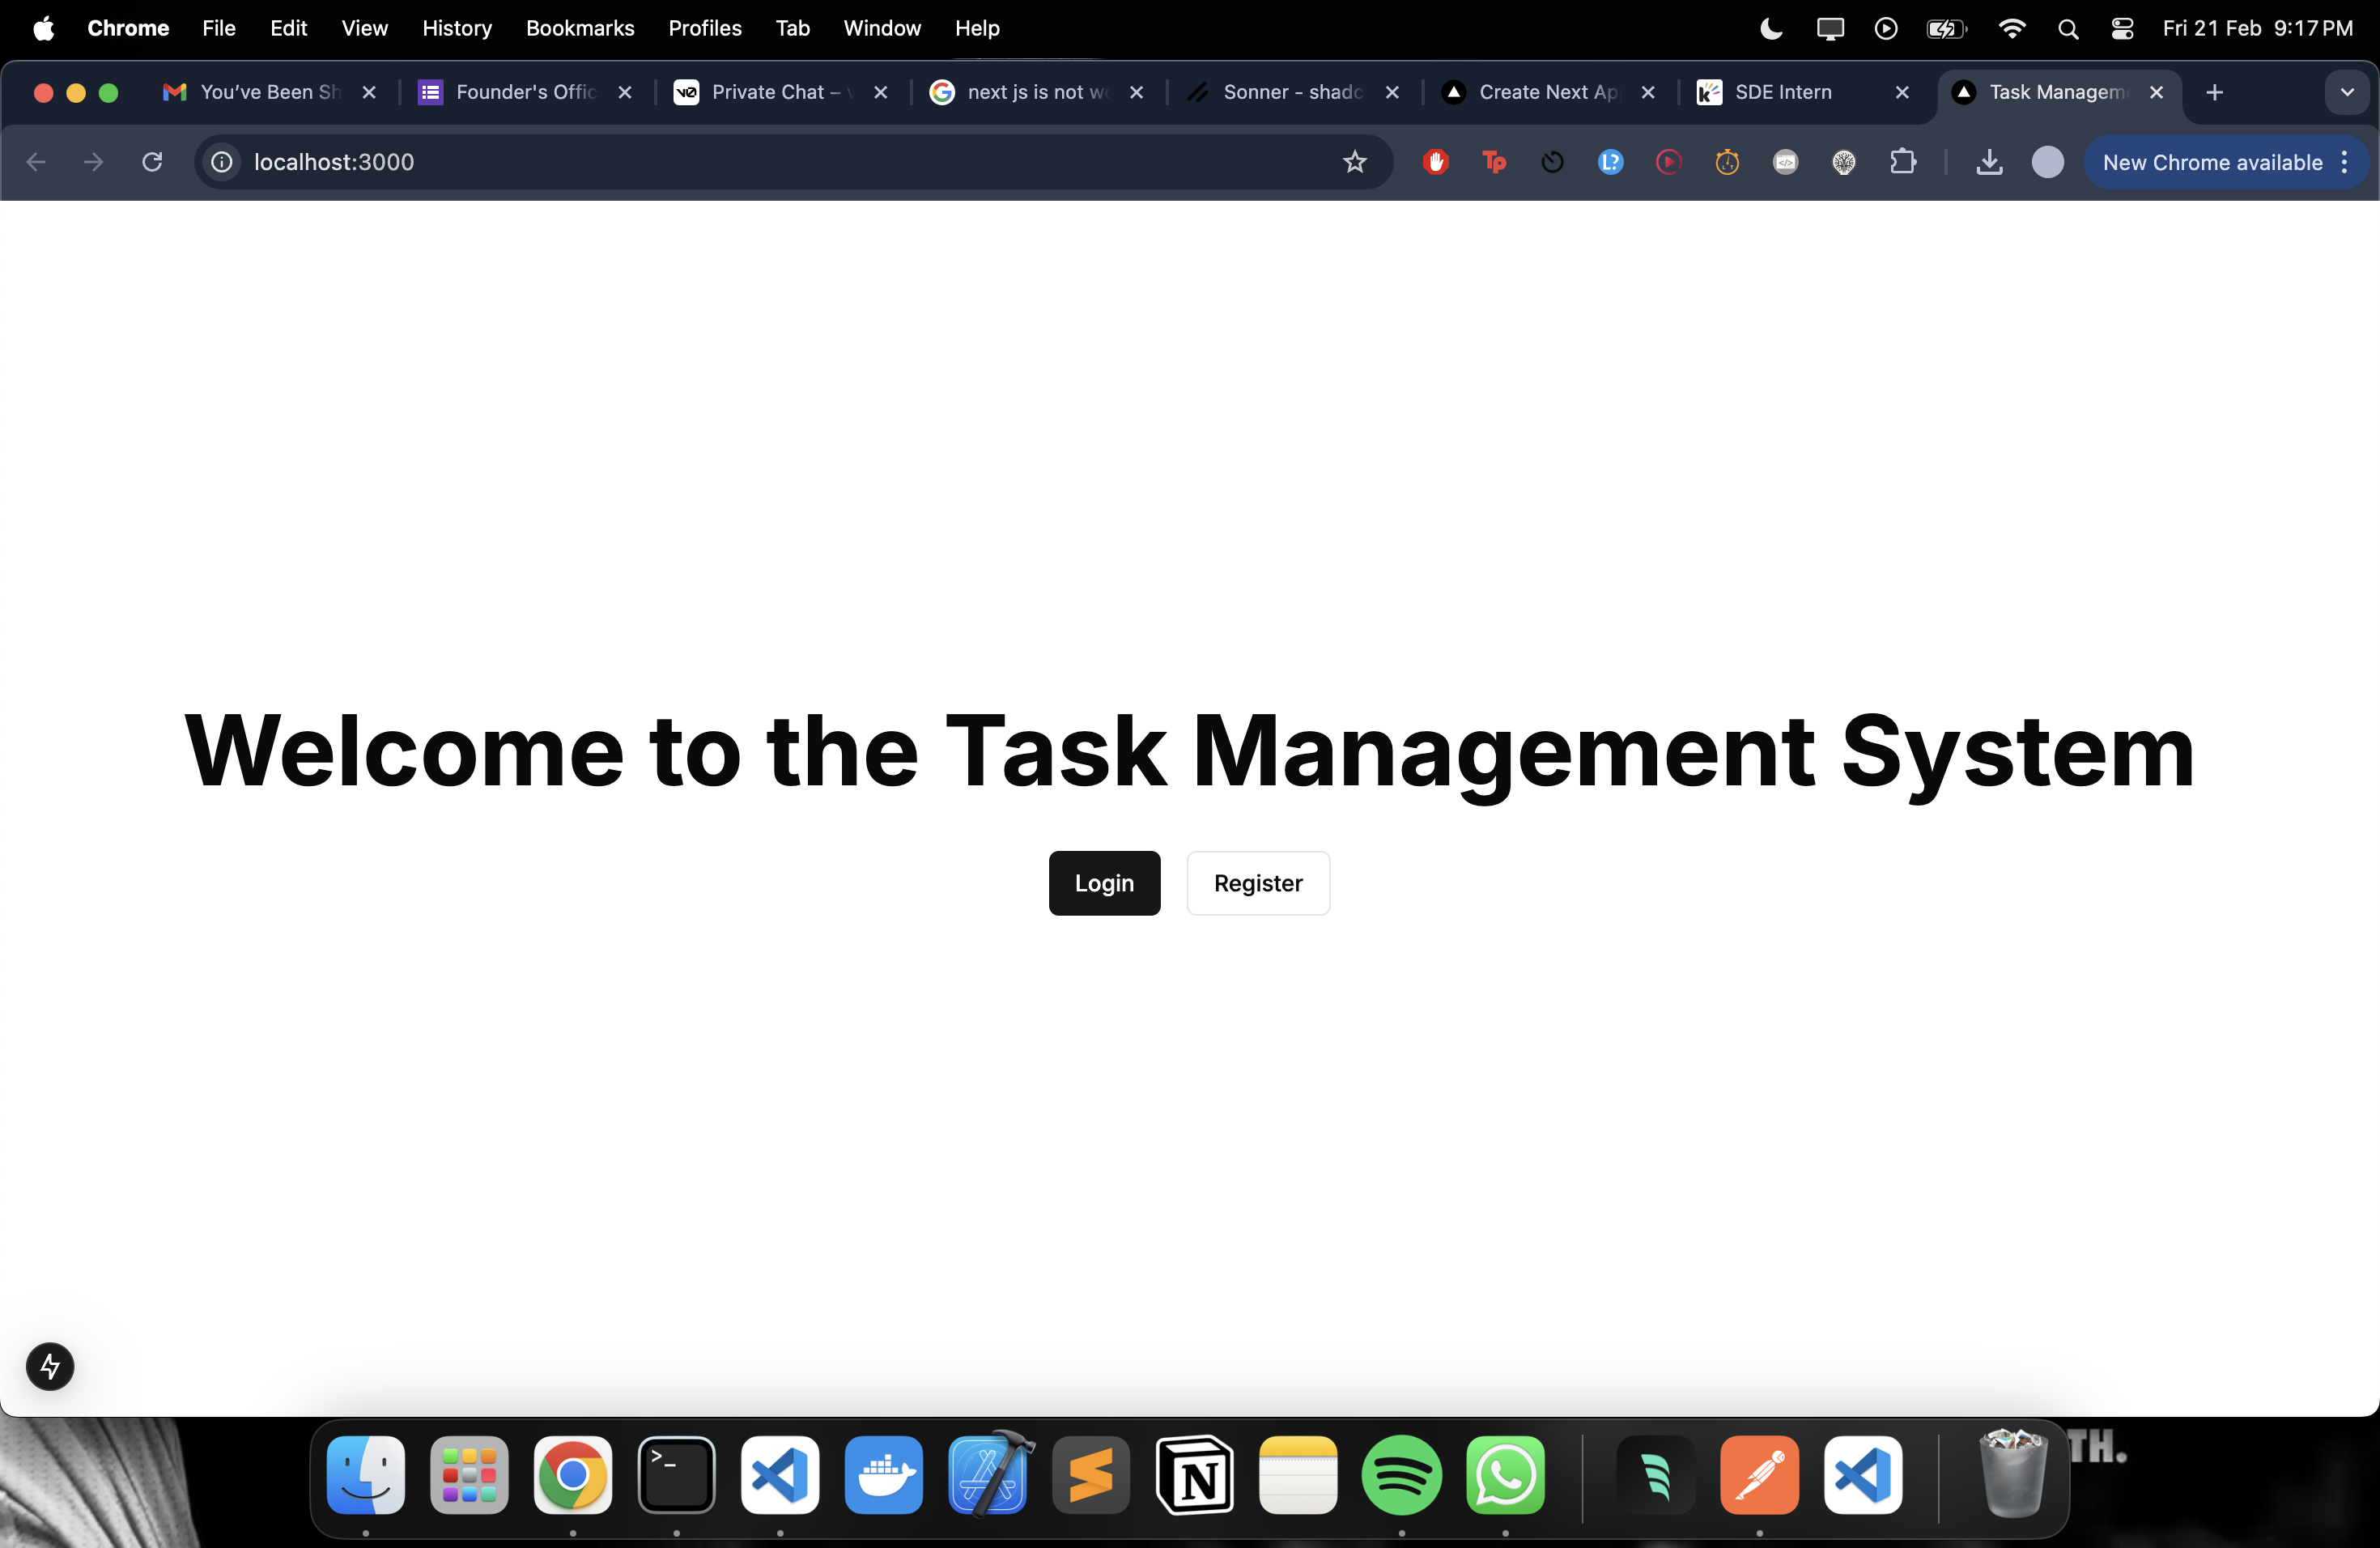 Chrome File Edit View History Bookmarks Profiles Tab Window Help Fri 21 Feb 9:17 PM
You've Been Sh Founder's Offic Private Chat – next js is not wo Sonner - shadc Create Next Ap SDE Intern Task Managem
localhost:3000 New Chrome available
Welcome to the Task Management System
Login Register
TH.